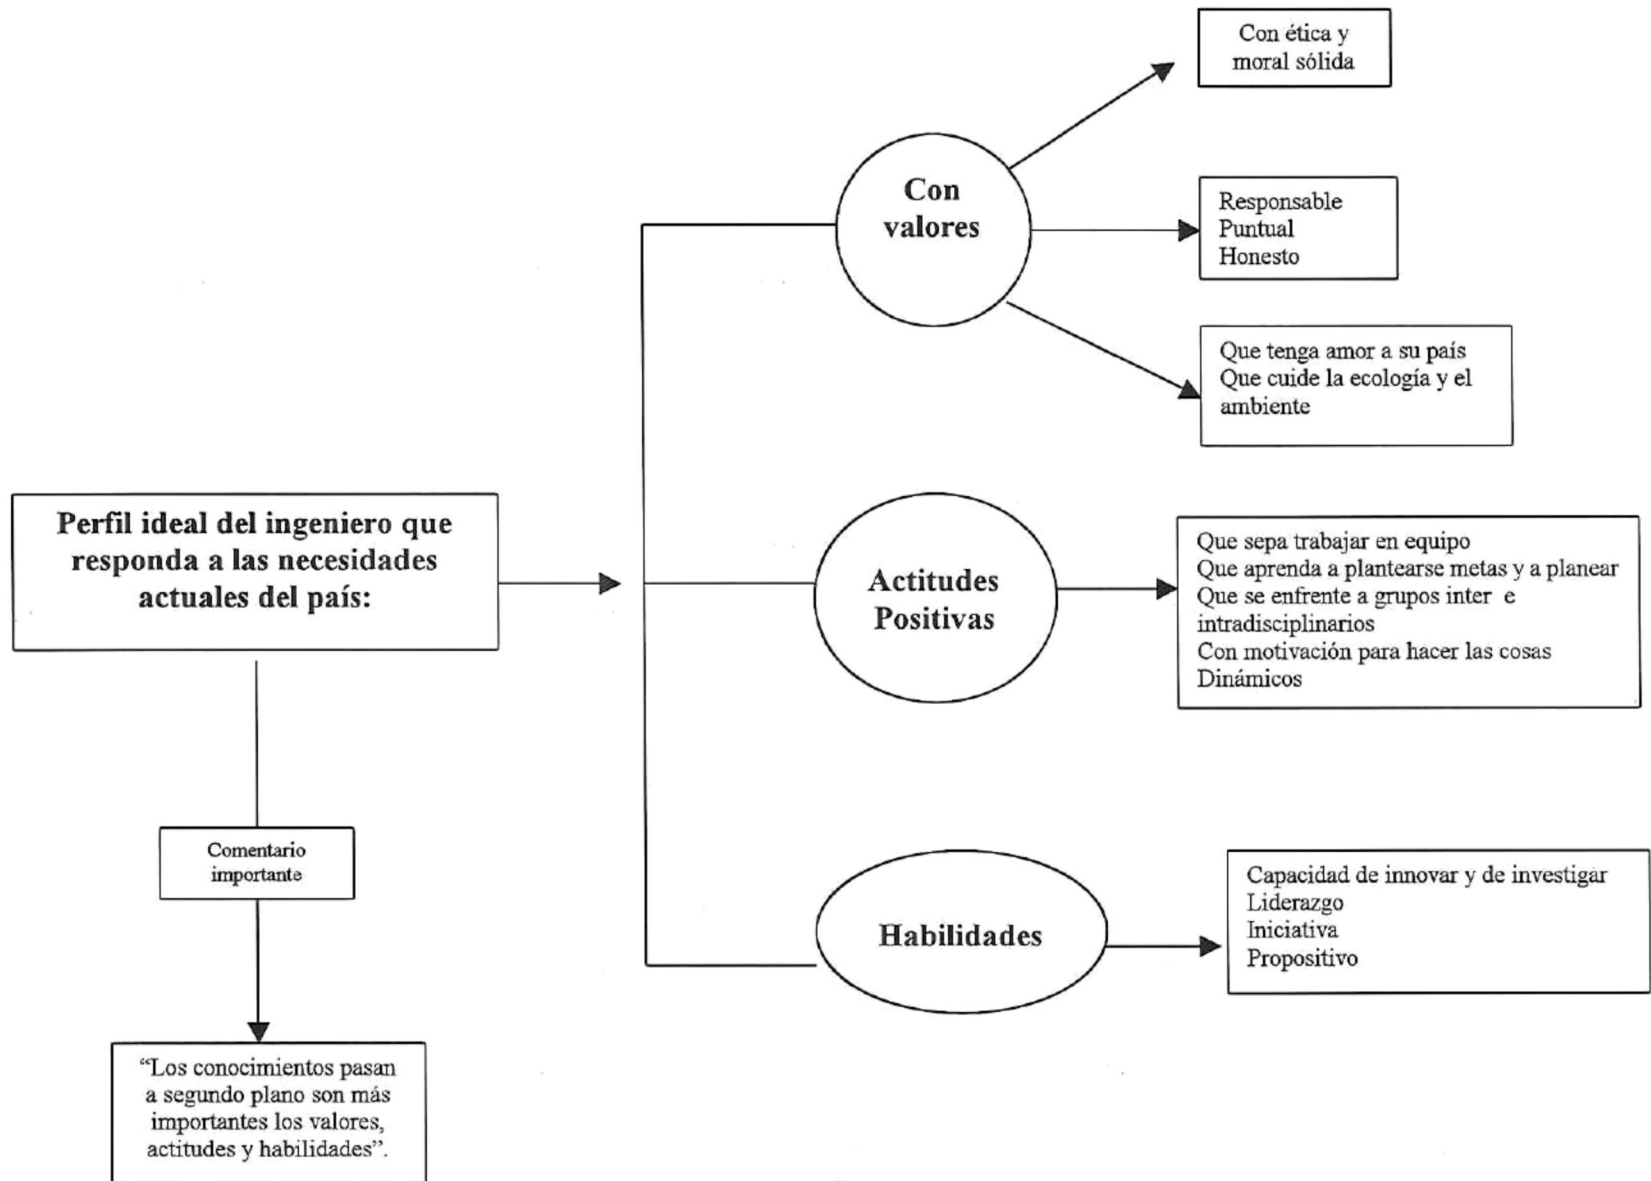 Con ética y
moral sólida
Con
valores
Responsable
Puntual
Honesto
Que tenga amor a su país
Que cuide la ecología y el
ambiente
Perfil ideal del ingeniero que
responda a las necesidades
actuales del país:
Actitudes
Positivas
Que sepa trabajar en equipo
Que aprenda a plantearse metas y a planear
Que se enfrente a grupos inter e
intradisciplinarios
Con motivación para hacer las cosas
Dinámicos
Comentario
importante
Habilidades
Capacidad de innovar y de investigar
Liderazgo
Iniciativa
Propositivo
“Los conocimientos pasan
a segundo plano son más
importantes los valores,
actitudes y habilidades”.